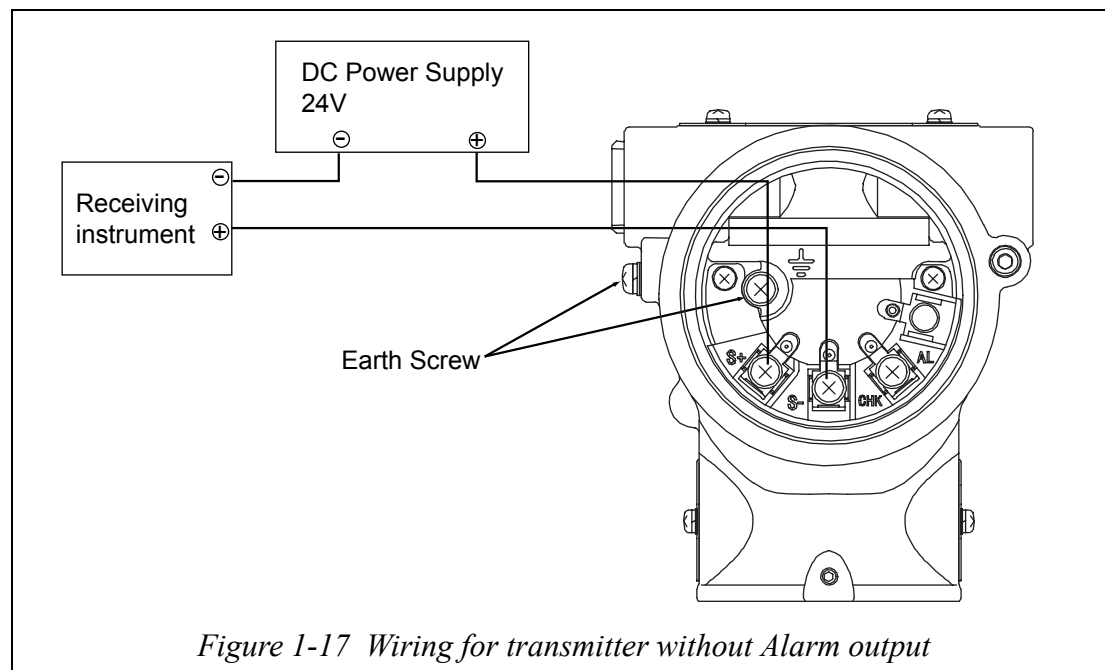 DC Power Supply
24V
⊖ ⊕
Receiving
instrument
⊖
⊕
Earth Screw
S+
S-
CHK
AL
Figure 1-17 Wiring for transmitter without Alarm output